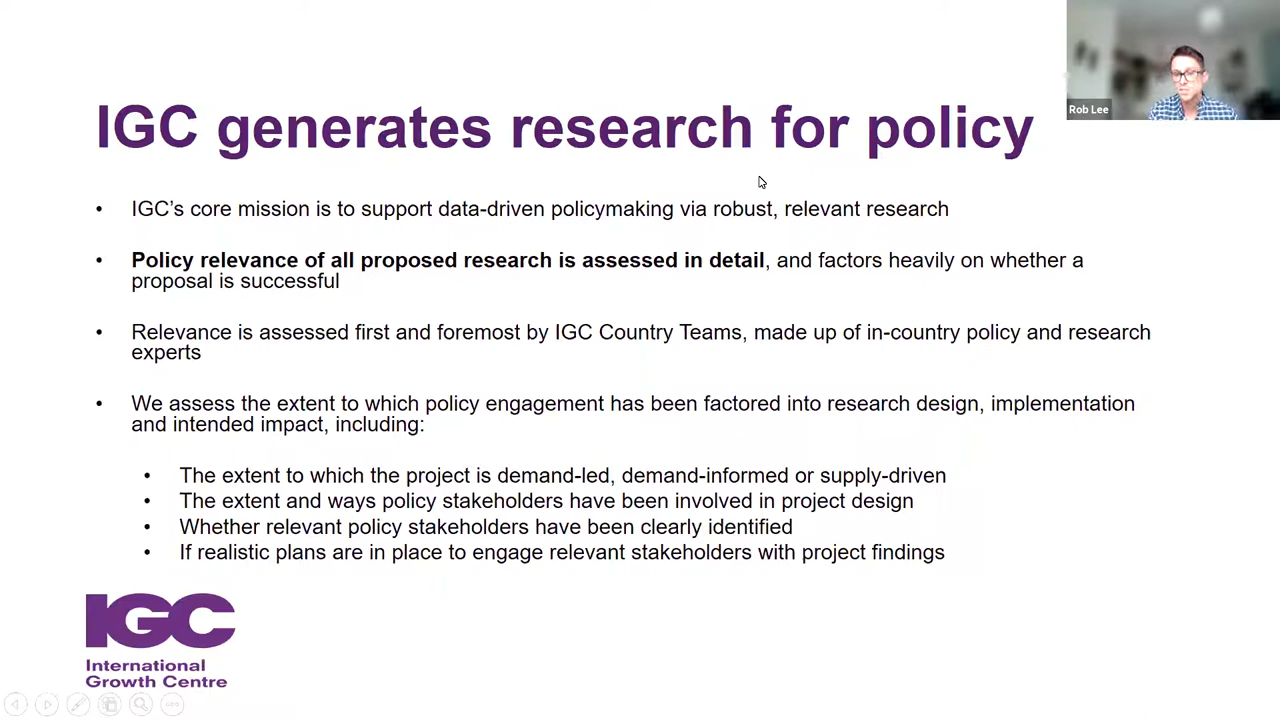 IGC generates research for policy
Rob Lee
• IGC’s core mission is to support data-driven policymaking via robust, relevant research
• Policy relevance of all proposed research is assessed in detail, and factors heavily on whether a
proposal is successful
• Relevance is assessed first and foremost by IGC Country Teams, made up of in-country policy and research
experts
• We assess the extent to which policy engagement has been factored into research design, implementation
and intended impact, including:
• The extent to which the project is demand-led, demand-informed or supply-driven
• The extent and ways policy stakeholders have been involved in project design
• Whether relevant policy stakeholders have been clearly identified
• If realistic plans are in place to engage relevant stakeholders with project findings
IGC
International
Growth Centre